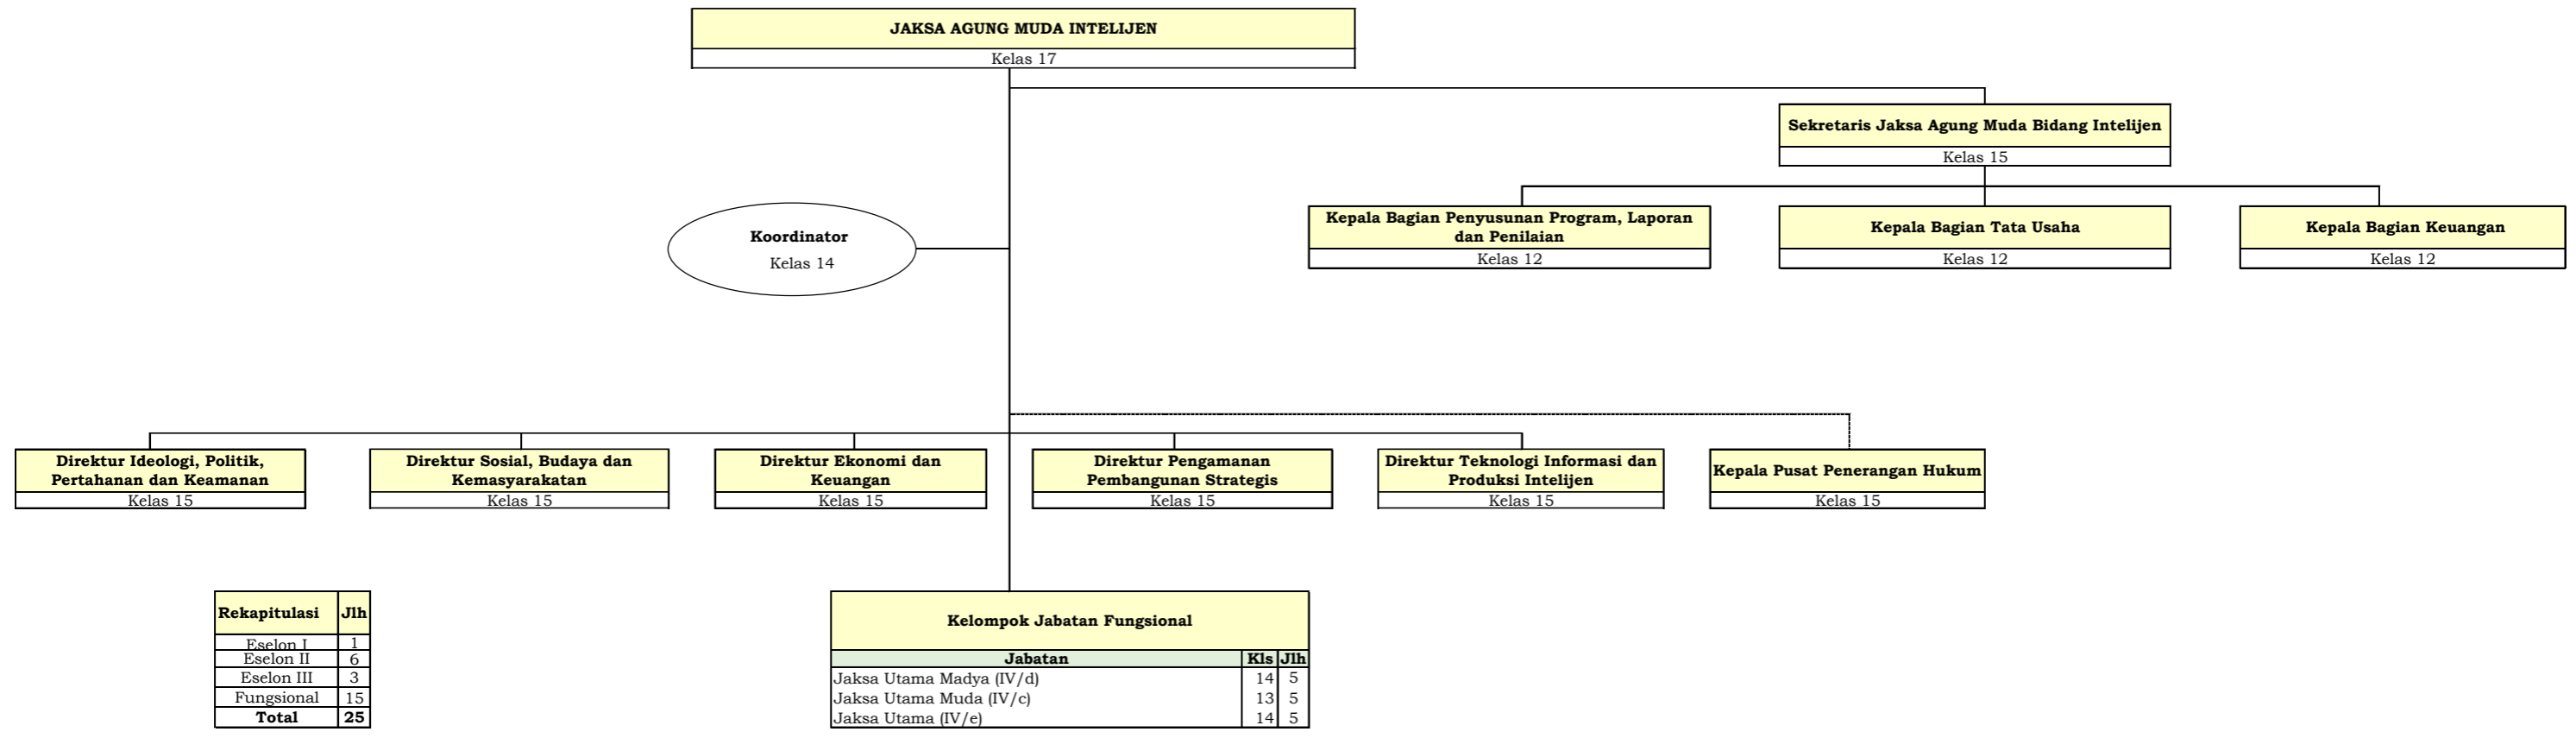 JAKSA AGUNG MUDA INTELIJEN
Kelas 17
Sekretaris Jaksa Agung Muda Bidang Intelijen
Kelas 15
Koordinator
Kelas 14
Kepala Bagian Penyusunan Program, Laporan
dan Penilaian
Kelas 12
Kepala Bagian Tata Usaha
Kelas 12
Kepala Bagian Keuangan
Kelas 12
Direktur Ideologi, Politik,
Pertahanan dan Keamanan
Kelas 15
Direktur Sosial, Budaya dan
Kemasyarakatan
Kelas 15
Direktur Ekonomi dan
Keuangan
Kelas 15
Direktur Pengamanan
Pembangunan Strategis
Kelas 15
Direktur Teknologi Informasi dan
Produksi Intelijen
Kelas 15
Kepala Pusat Penerangan Hukum
Kelas 15
Rekapitulasi Jlh
Eselon I 1
Eselon II 6
Eselon III 3
Fungsional 15
Total 25
Kelompok Jabatan Fungsional
Jabatan Kls Jlh
Jaksa Utama Madya (IV/d) 14 5
Jaksa Utama Muda (IV/c) 13 5
Jaksa Utama (IV/e) 14 5